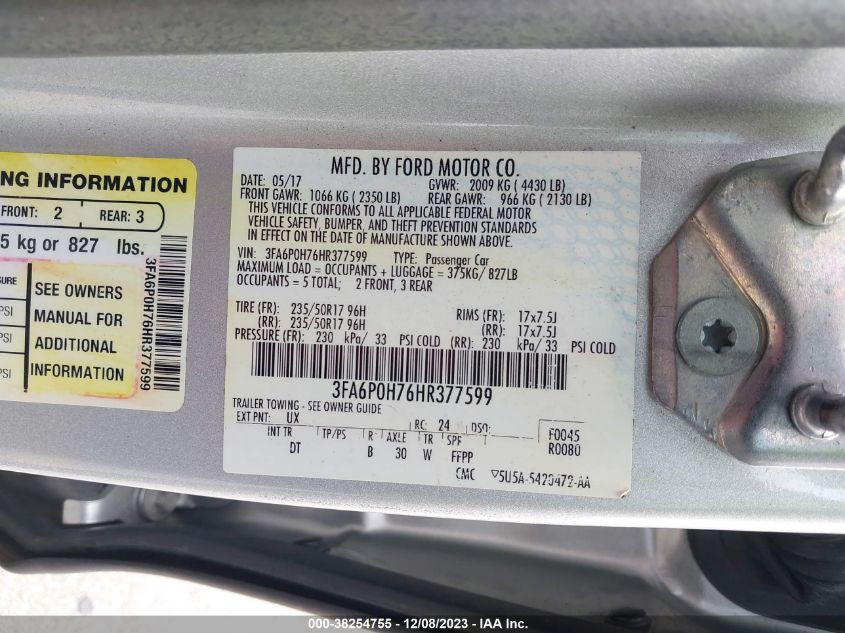 NG INFORMATION
FRONT: 2 REAR: 3
5 kg or 827 lbs.
SURE
PSI
PSI
PSI
SEE OWNERS
MANUAL FOR
ADDITIONAL
INFORMATION
3FA6P0H76HR377599
MFD. BY FORD MOTOR CO.
DATE: 05/17 GVWR: 2009 KG ( 4430 LB)
FRONT GAWR: 1066 KG ( 2350 LB) REAR GAWR: 966 KG ( 2130 LB)
THIS VEHICLE CONFORMS TO ALL APPLICABLE FEDERAL MOTOR
VEHICLE SAFETY, BUMPER, AND THEFT PREVENTION STANDARDS
IN EFFECT ON THE DATE OF MANUFACTURE SHOWN ABOVE.
VIN: 3FA6P0H76HR377599 TYPE: Passenger Car
MAXIMUM LOAD = OCCUPANTS + LUGGAGE = 375KG/ 827LB
OCCUPANTS = 5 TOTAL; 2 FRONT, 3 REAR
TIRE (FR): 235/50R17 96H RIMS (FR): 17x7.5J
(RR): 235/50R17 96H (RR): 17x7.5J
PRESSURE (FR): 230 kPa/ 33 PSI COLD (RR): 230 kPa/ 33 PSI COLD
3FA6P0H76HR377599
TRAILER TOWING - SEE OWNER GUIDE
EXT PNT: UX RC: 24 DSO: F0045
INT TR TP/PS R AXLE TR SPF R0080
DT B 30 W FFPP
CMC ▽5U5A-5420472-AA
000-38254755 - 12/08/2023 - IAAI Inc.